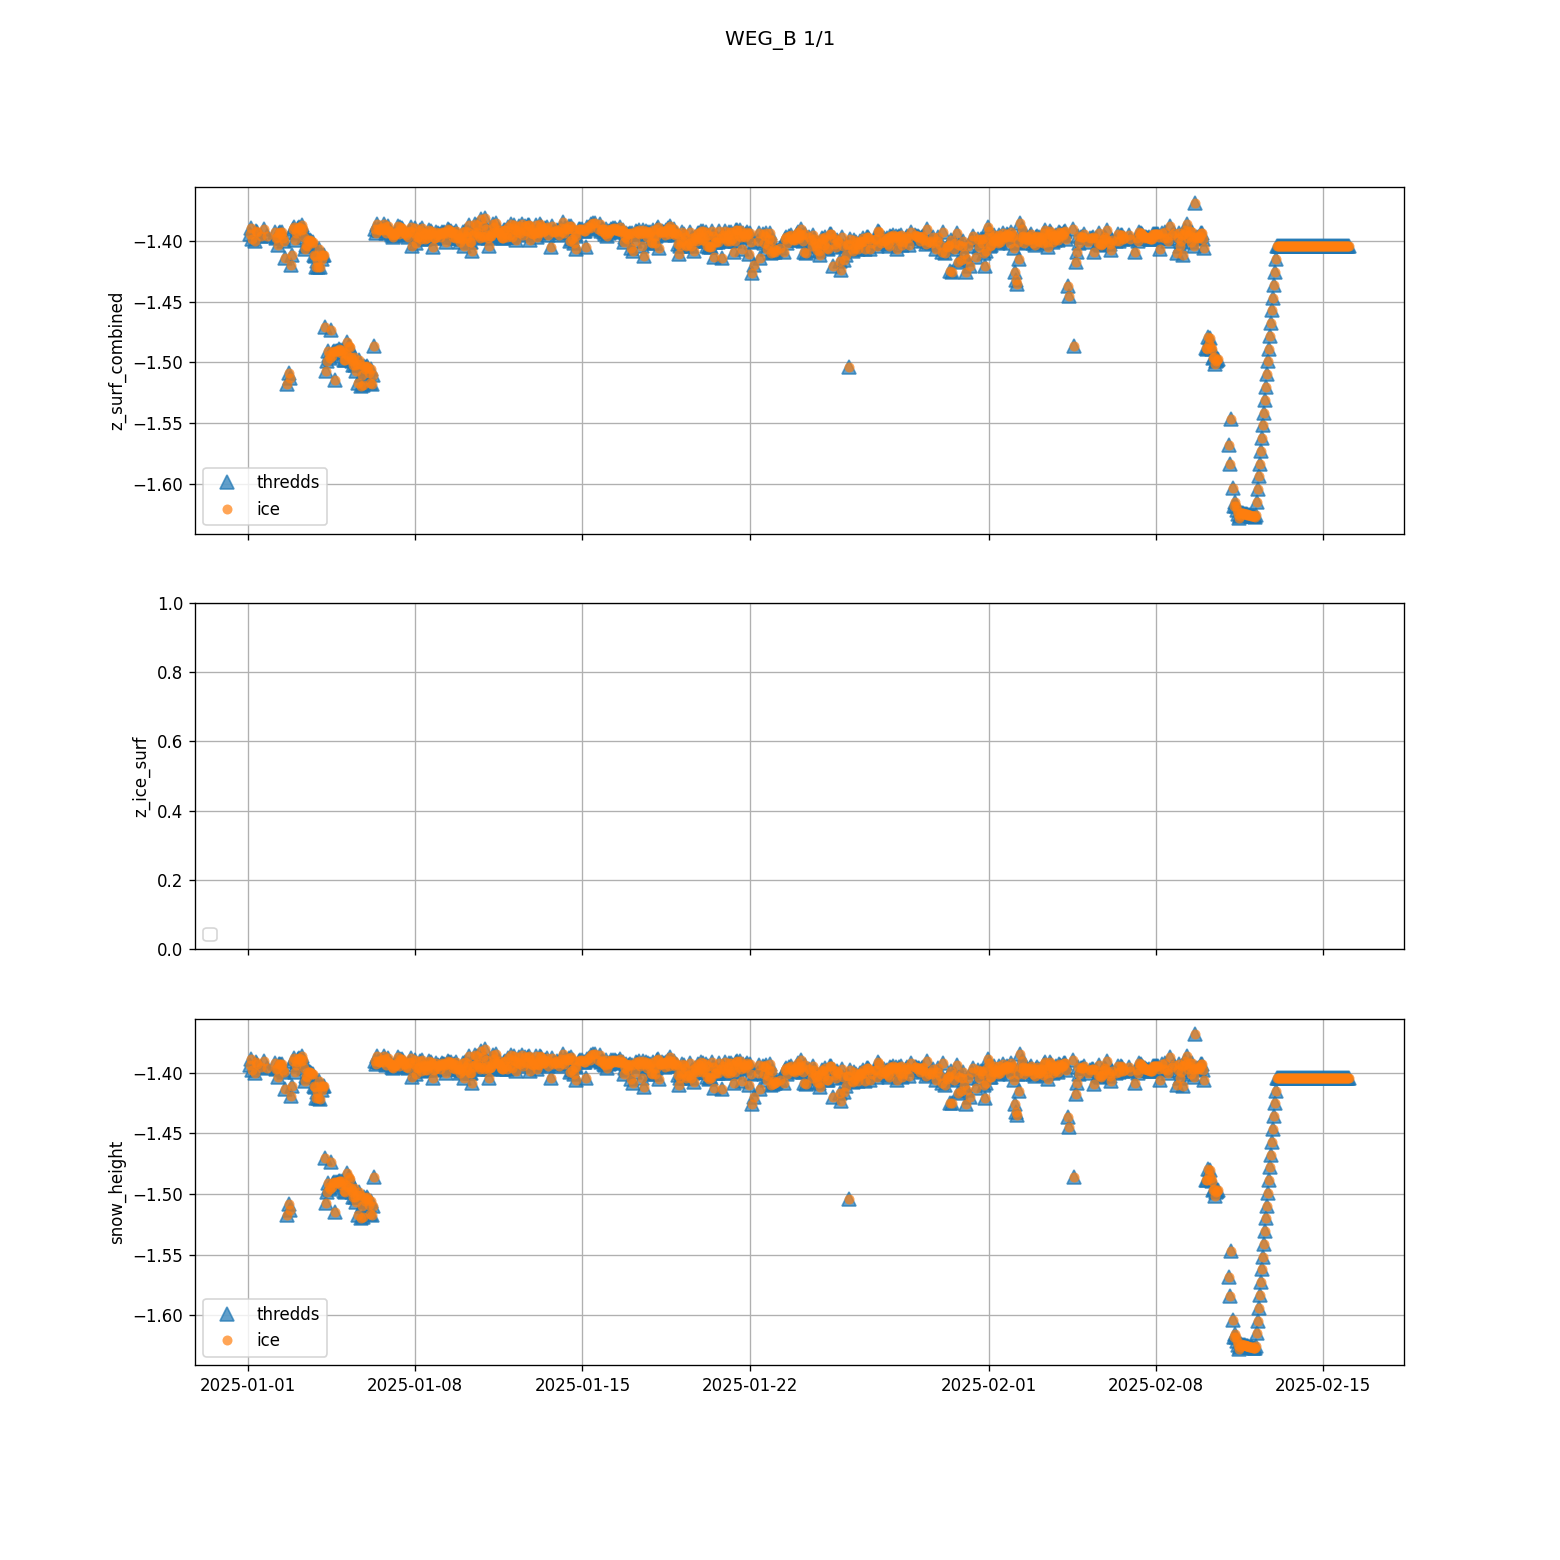 WEG_B 1/1
z_surf_combined
−1.40
−1.45
−1.50
−1.55
−1.60
thredds
ice
z_ice_surf
1.0
0.8
0.6
0.4
0.2
0.0
snow_height
−1.40
−1.45
−1.50
−1.55
−1.60
thredds
ice
2025-01-01
2025-01-08
2025-01-15
2025-01-22
2025-02-01
2025-02-08
2025-02-15